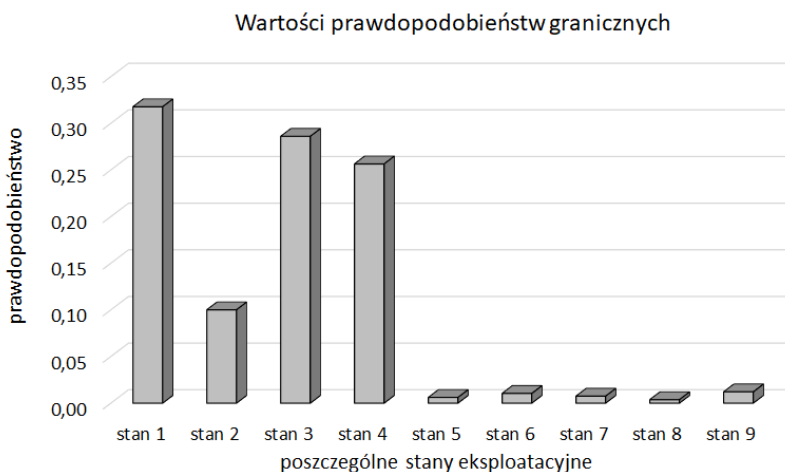 Wartości prawdopodobieństw granicznych
prawdopodobieństwo
0,35
0,30
0,25
0,20
0,15
0,10
0,05
0,00
stan 1 stan 2 stan 3 stan 4 stan 5 stan 6 stan 7 stan 8 stan 9
poszczególne stany eksploatacyjne